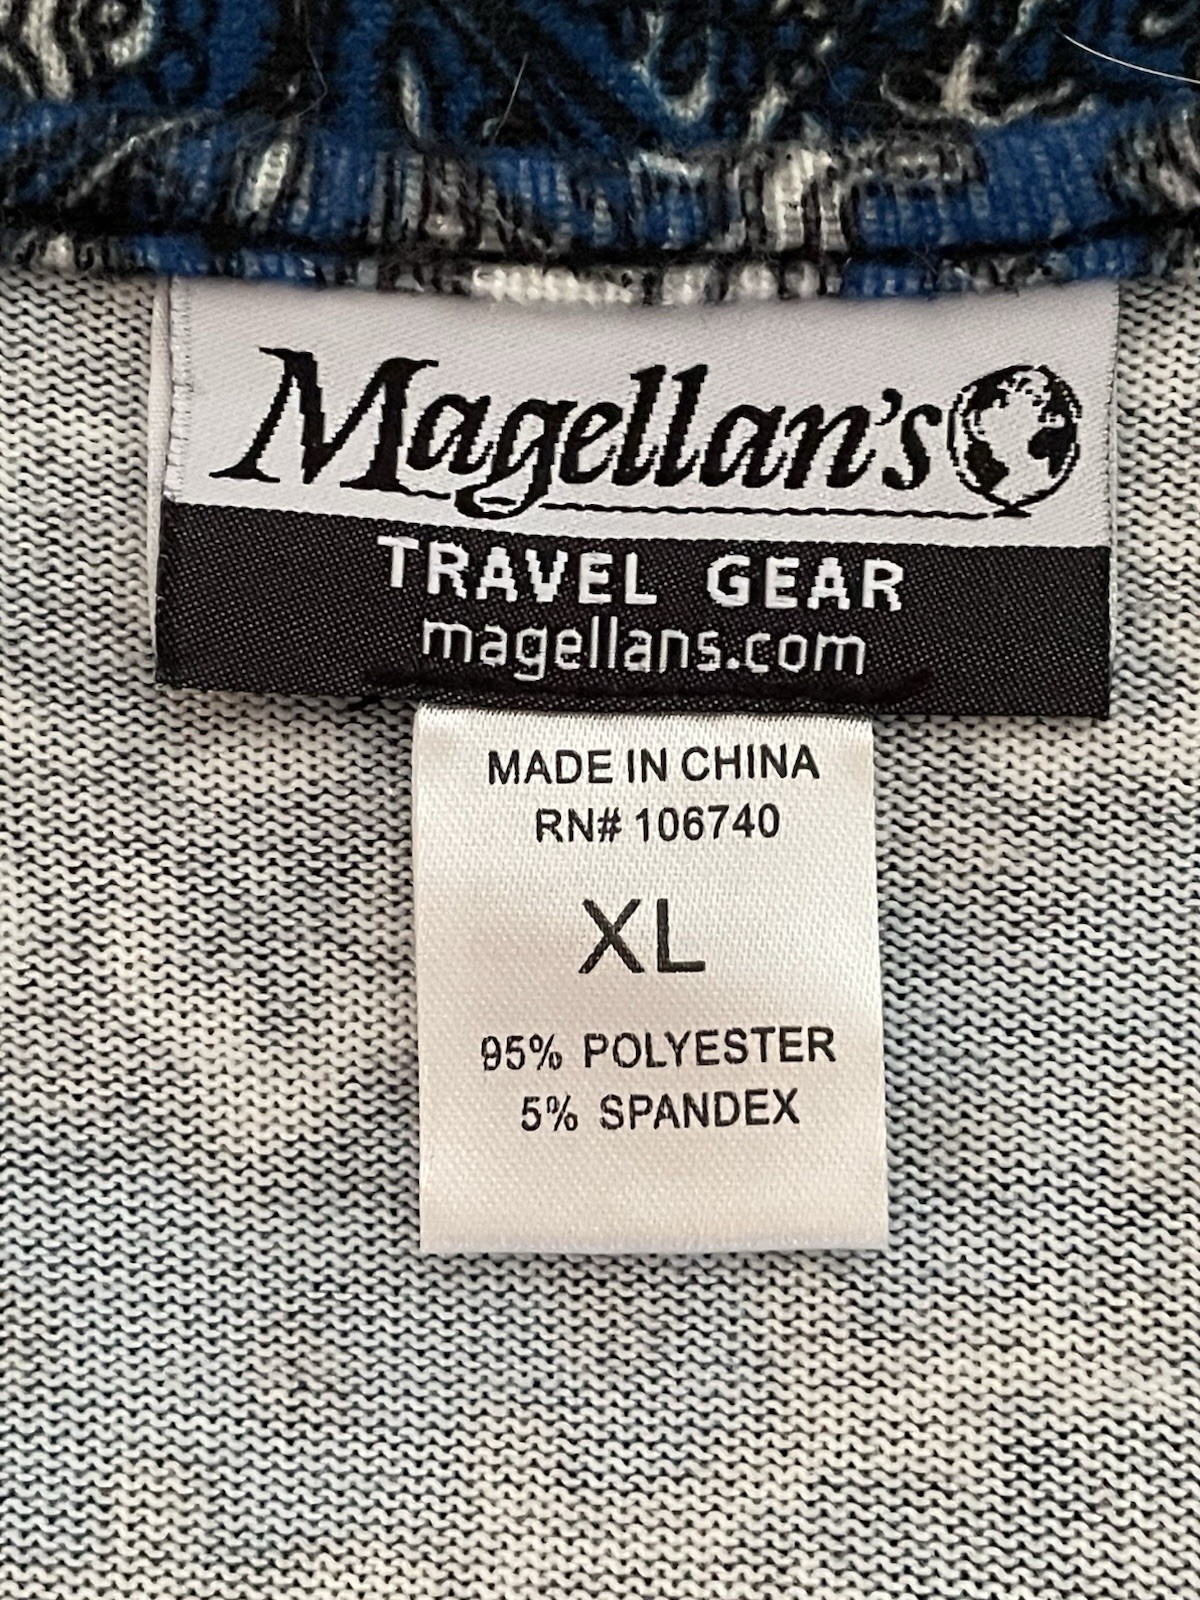 Magellan's
TRAVEL GEAR
magellans.com
MADE IN CHINA
RN# 106740
XL
95% POLYESTER
5% SPANDEX